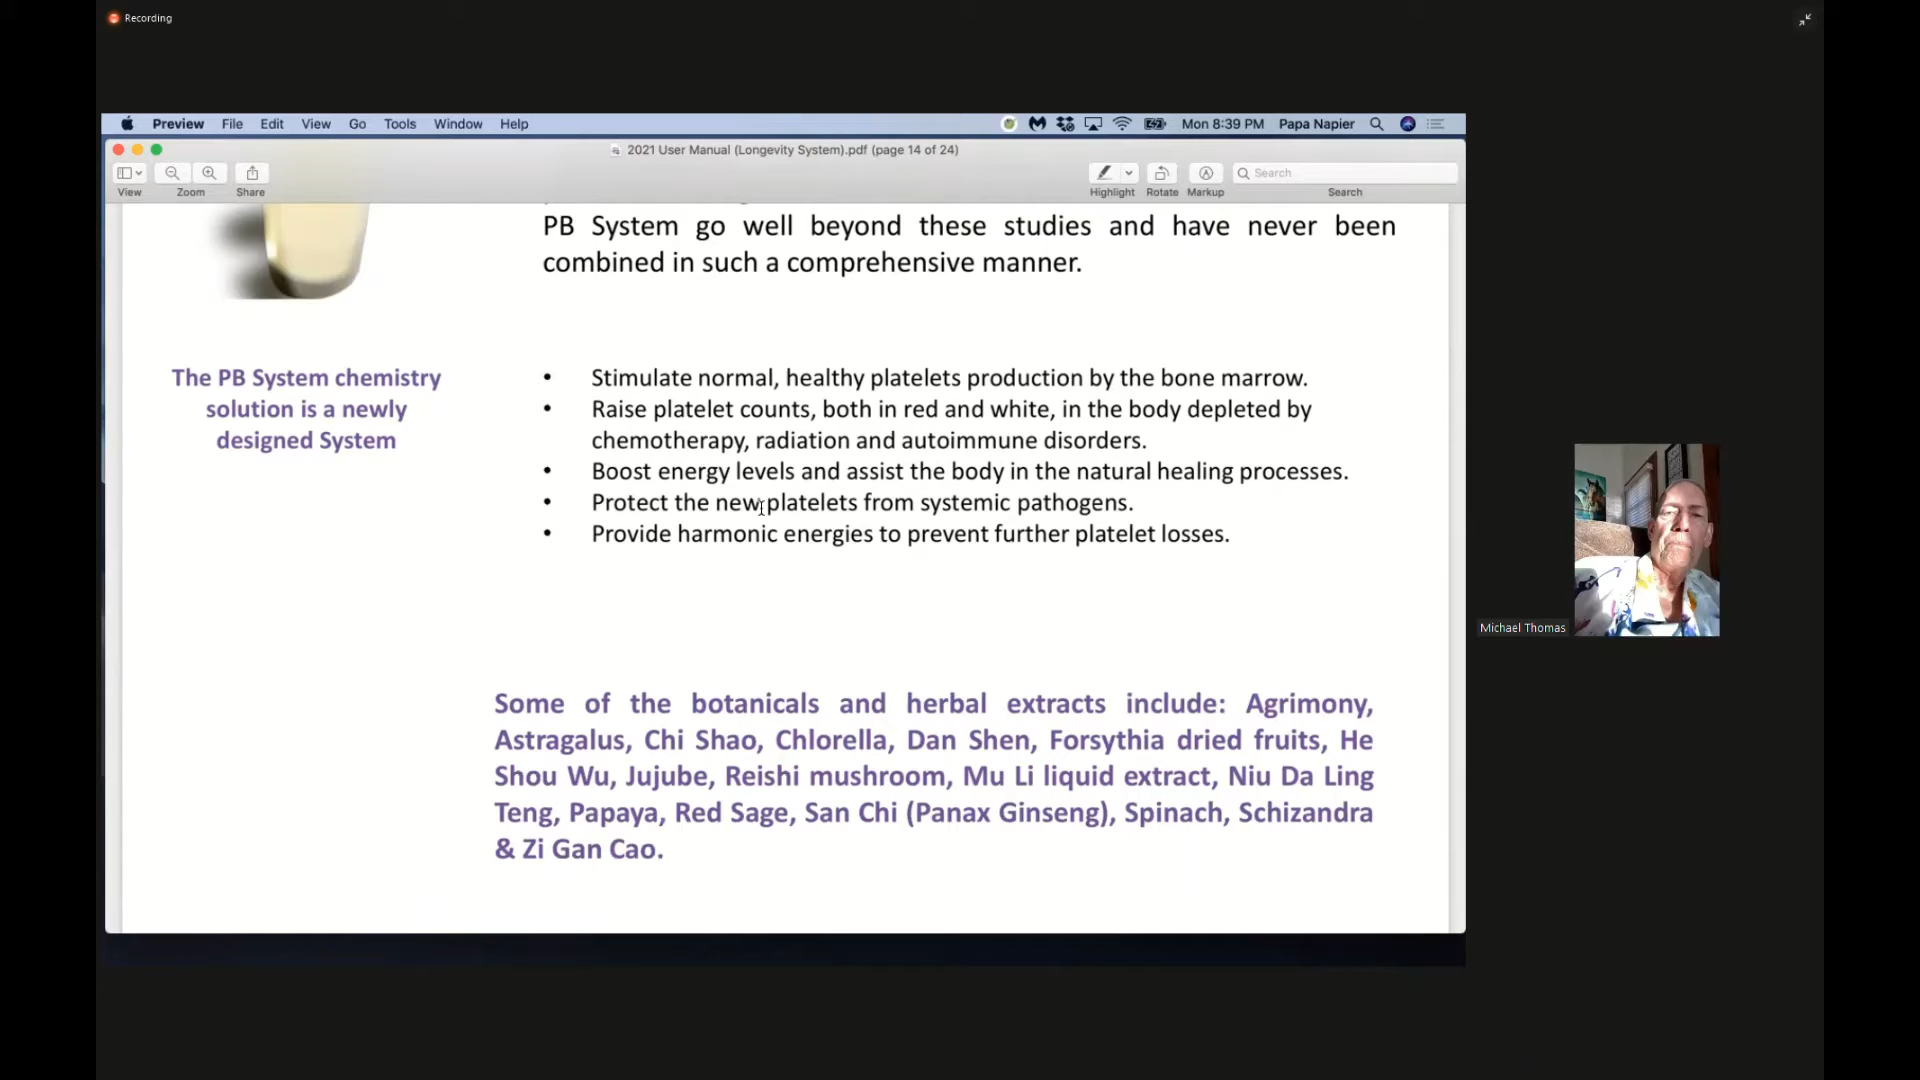 Recording
Preview File Edit View Go Tools Window Help Mon 8:39 PM Papa Napier
2021 User Manual (Longevity System).pdf (page 14 of 24)
Search
View Zoom Share Highlight Rotate Markup Search
PB System go well beyond these studies and have never been
combined in such a comprehensive manner.
The PB System chemistry
solution is a newly
designed System
• Stimulate normal, healthy platelets production by the bone marrow.
• Raise platelet counts, both in red and white, in the body depleted by
chemotherapy, radiation and autoimmune disorders.
• Boost energy levels and assist the body in the natural healing processes.
• Protect the new platelets from systemic pathogens.
• Provide harmonic energies to prevent further platelet losses.
Michael Thomas
Some of the botanicals and herbal extracts include: Agrimony,
Astragalus, Chi Shao, Chlorella, Dan Shen, Forsythia dried fruits, He
Shou Wu, Jujube, Reishi mushroom, Mu Li liquid extract, Niu Da Ling
Teng, Papaya, Red Sage, San Chi (Panax Ginseng), Spinach, Schizandra
& Zi Gan Cao.